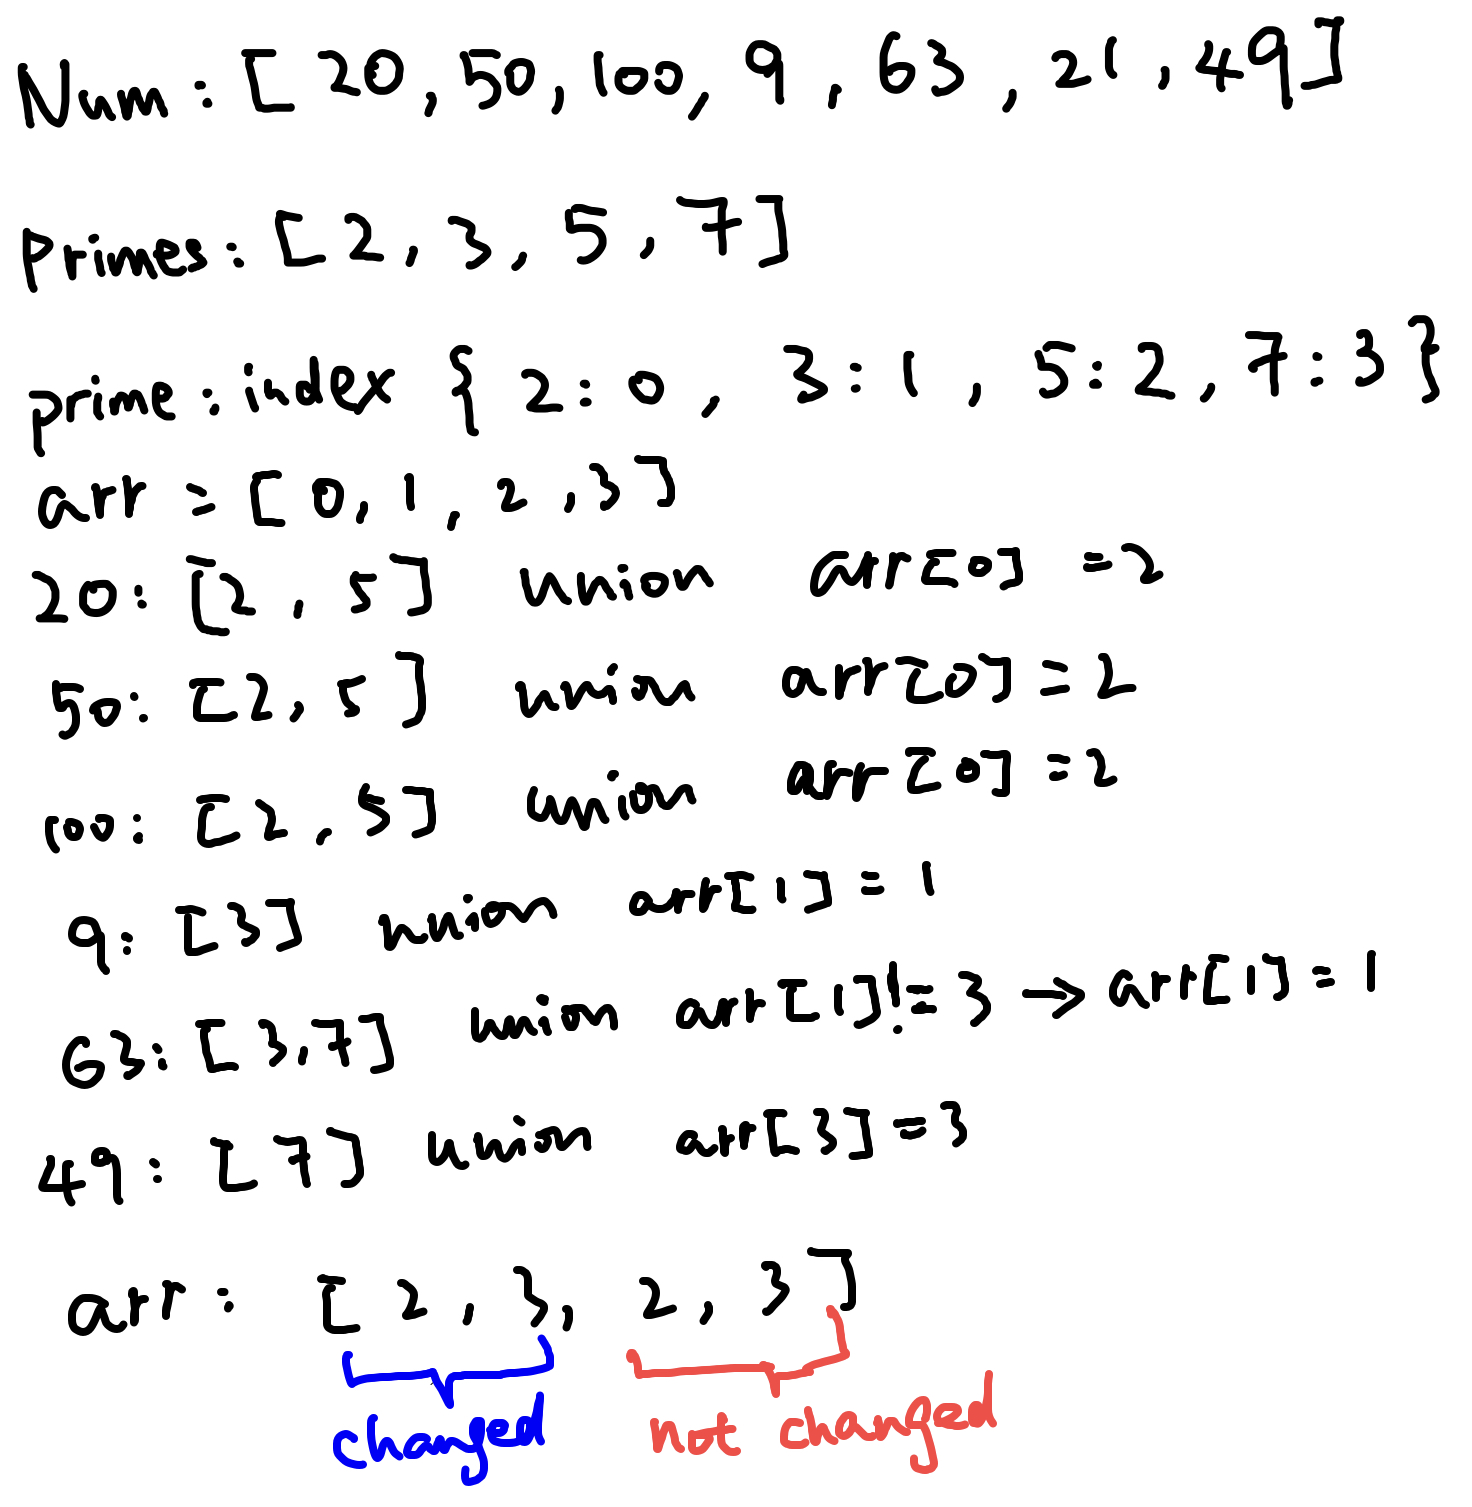 Num : [ 20, 50, 100, 9 , 63 , 21 , 49 ]
Primes : [ 2 , 3 , 5 , 7 ]
prime : index { 2 : 0 , 3 : 1 , 5 : 2 , 7 : 3 }
arr = [ 0, 1 , 2 , 3 ]
20 : [2 , 5 ] union arr[0] = 2
50 : [2 , 5 ] union arr[0] = 2
100 : [ 2 , 5 ] union arr[0] = 2
9 : [3] union arr[1] = 1
63 : [ 3,7 ] union arr[1] != 3 → arr[1] = 1
49 : [ 7 ] union arr[3] = 3
arr : [ 2 , 3, 2 , 3 ]
changed not changed